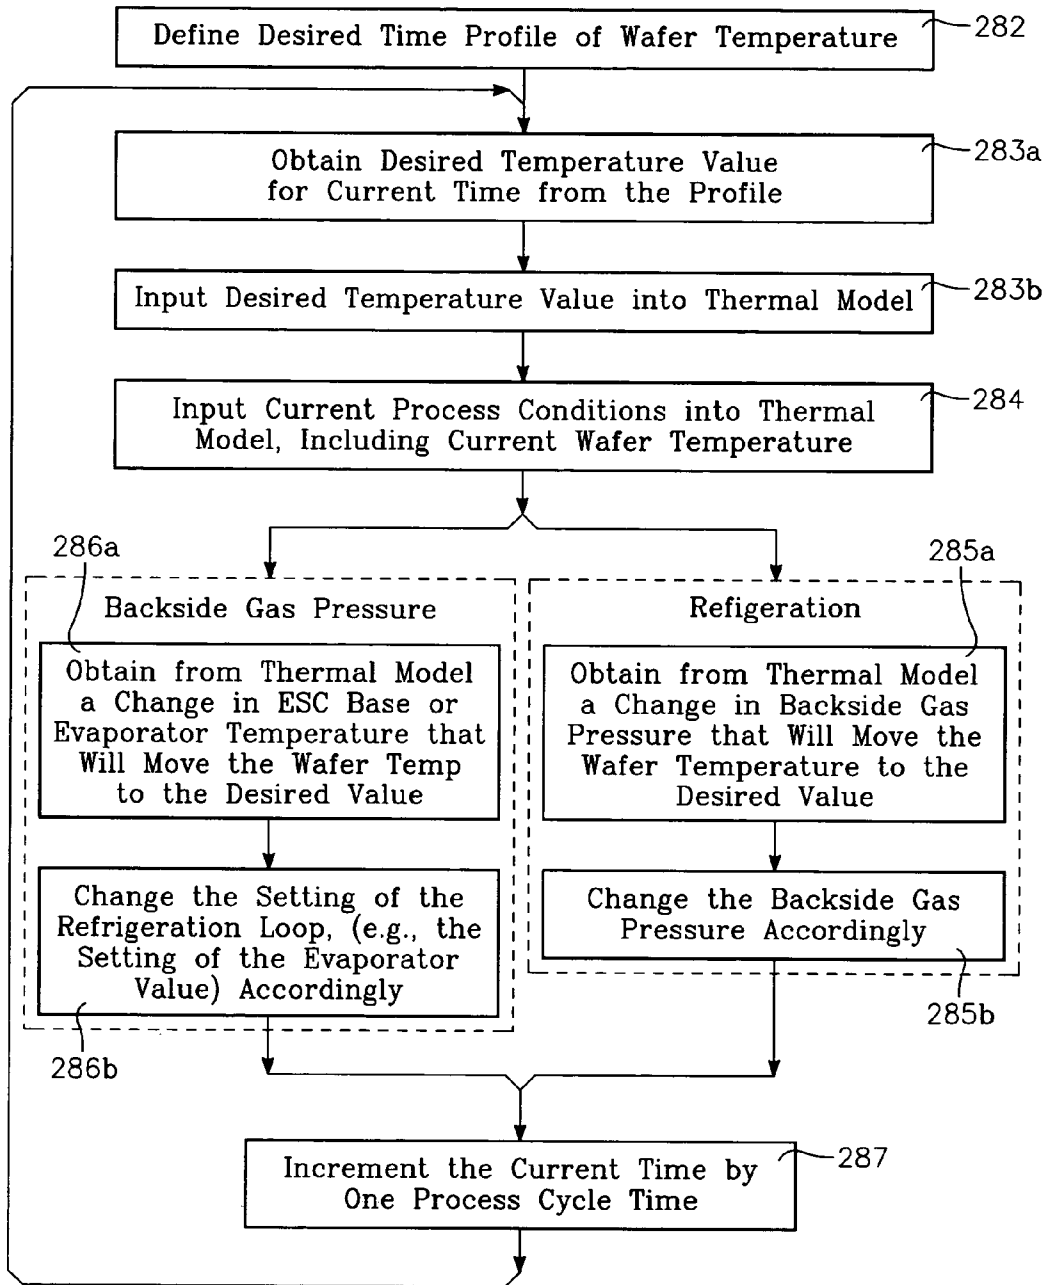 Define Desired Time Profile of Wafer Temperature
282
Obtain Desired Temperature Value
for Current Time from the Profile
283a
Input Desired Temperature Value into Thermal Model
283b
Input Current Process Conditions into Thermal
Model, Including Current Wafer Temperature
284
286a
Backside Gas Pressure
Obtain from Thermal Model
a Change in ESC Base or
Evaporator Temperature that
Will Move the Wafer Temp
to the Desired Value
Change the Setting of the
Refrigeration Loop, (e.g., the
Setting of the Evaporator
Value) Accordingly
286b
285a
Refigeration
Obtain from Thermal Model
a Change in Backside Gas
Pressure that Will Move the
Wafer Temperature to the
Desired Value
Change the Backside Gas
Pressure Accordingly
285b
Increment the Current Time by
One Process Cycle Time
287